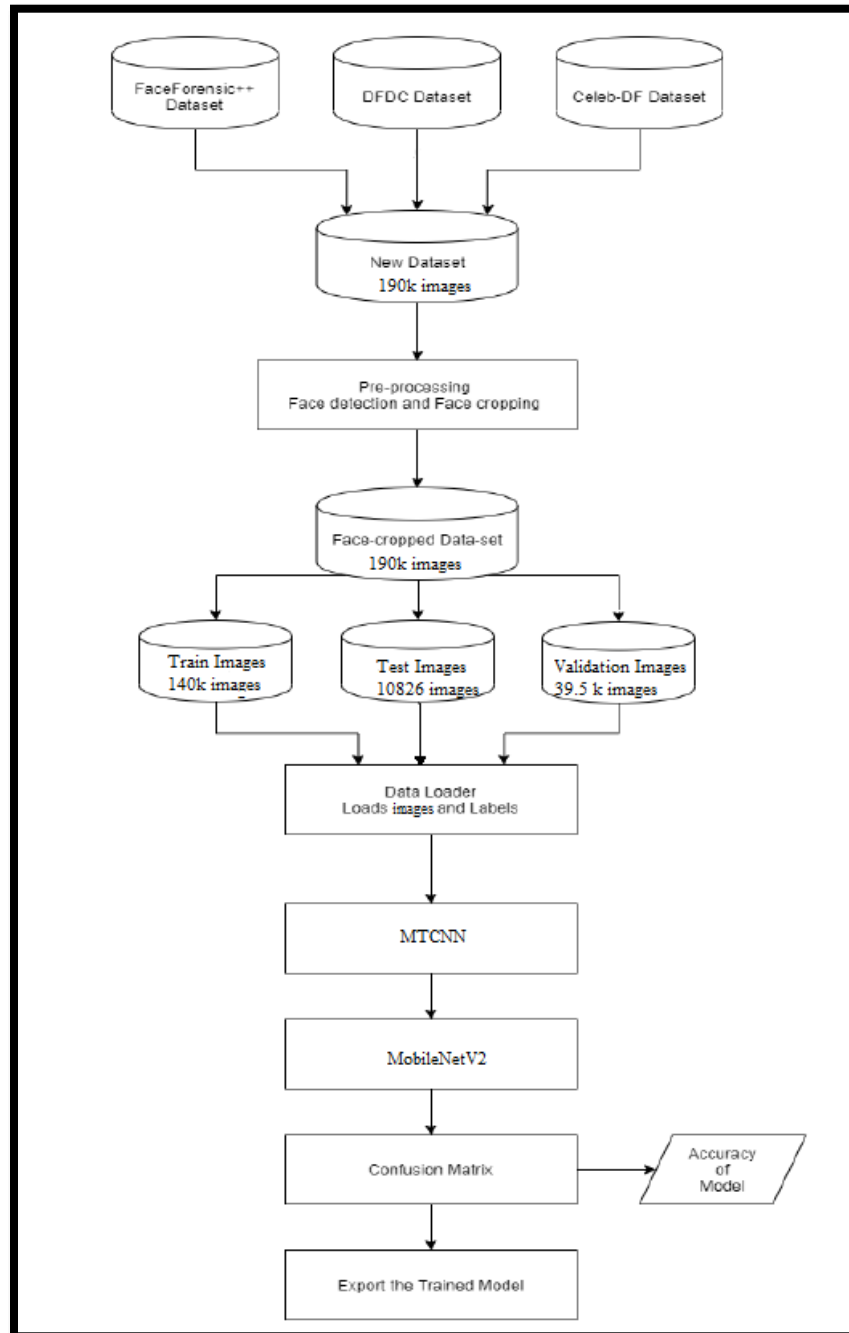 FaceForensic++
Dataset
DFDC Dataset
Celeb-DF Dataset
New Dataset
190k images
Pre-processing
Face detection and Face cropping
Face-cropped Data-set
190k images
Train Images
140k images
Test Images
10826 images
Validation Images
39.5 k images
Data Loader
Loads images and Labels
MTCNN
MobileNetV2
Confusion Matrix
Accuracy
of
Model
Export the Trained Model